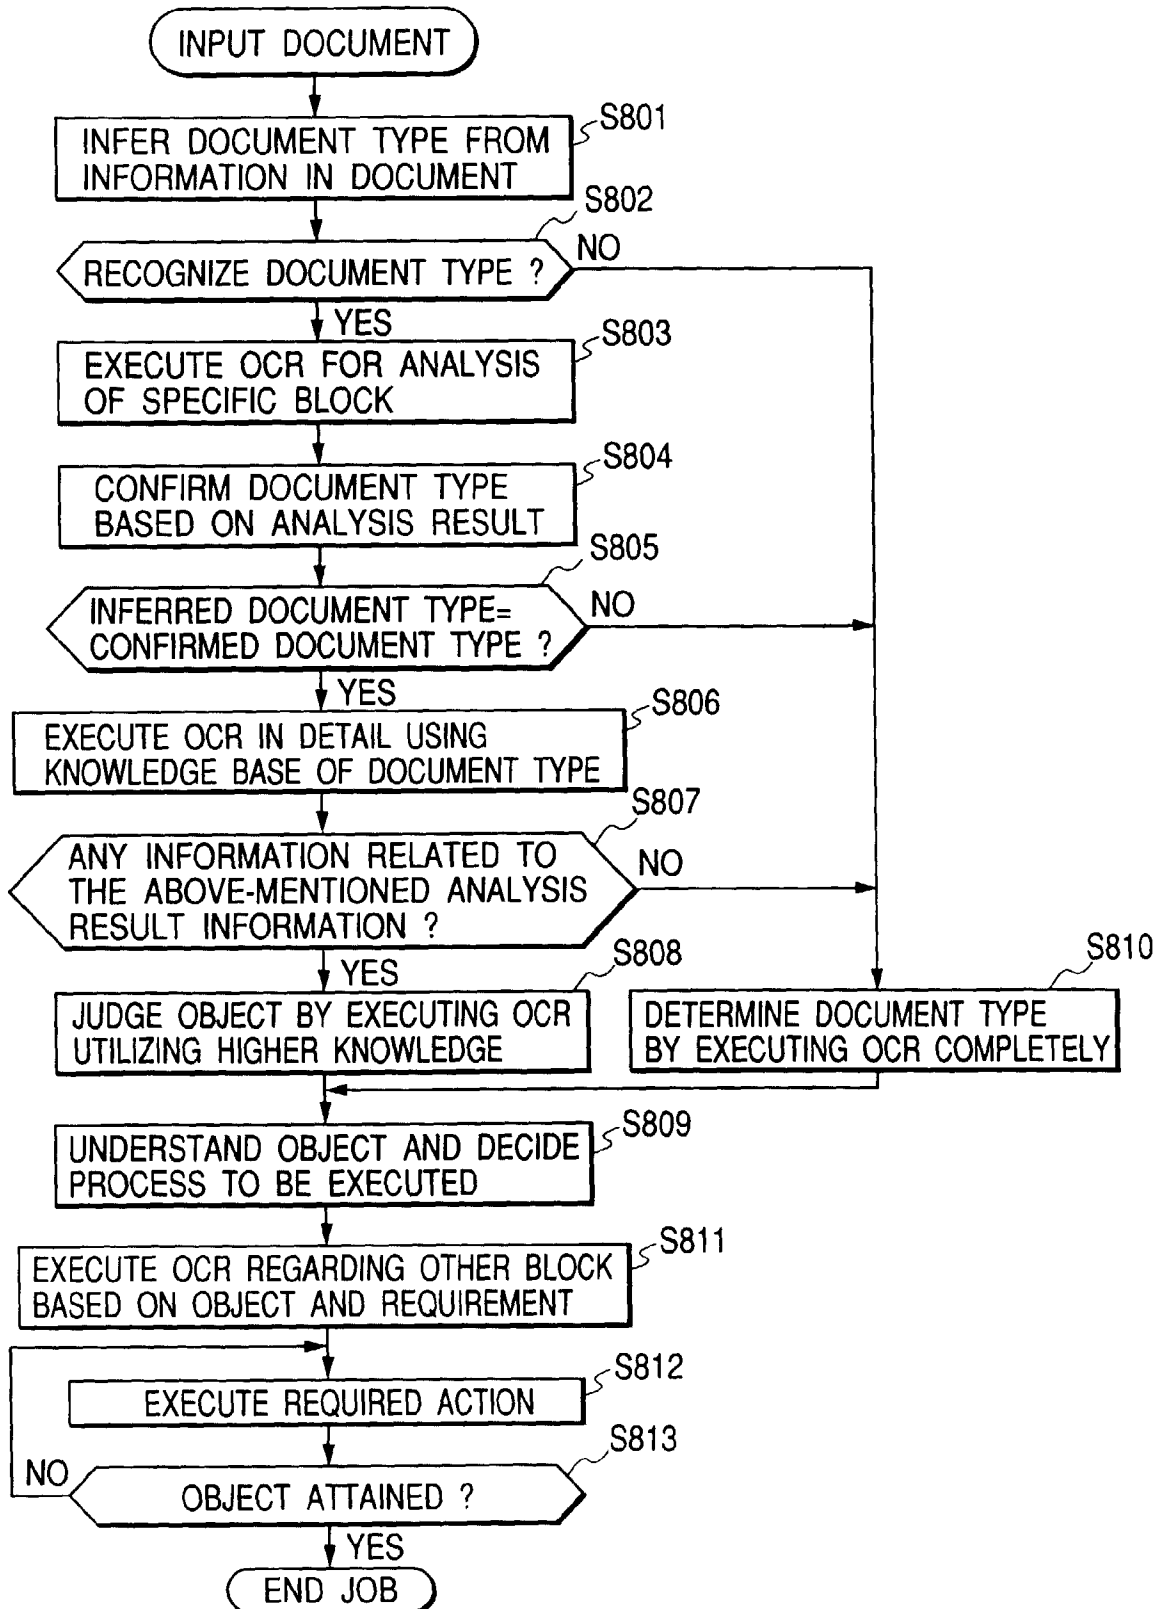 INPUT DOCUMENT
S801
INFER DOCUMENT TYPE FROM
INFORMATION IN DOCUMENT
S802
RECOGNIZE DOCUMENT TYPE ?
NO
YES
S803
EXECUTE OCR FOR ANALYSIS
OF SPECIFIC BLOCK
S804
CONFIRM DOCUMENT TYPE
BASED ON ANALYSIS RESULT
S805
INFERRED DOCUMENT TYPE=
CONFIRMED DOCUMENT TYPE ?
NO
YES
S806
EXECUTE OCR IN DETAIL USING
KNOWLEDGE BASE OF DOCUMENT TYPE
S807
ANY INFORMATION RELATED TO
THE ABOVE-MENTIONED ANALYSIS
RESULT INFORMATION ?
NO
YES
S808
JUDGE OBJECT BY EXECUTING OCR
UTILIZING HIGHER KNOWLEDGE
S810
DETERMINE DOCUMENT TYPE
BY EXECUTING OCR COMPLETELY
S809
UNDERSTAND OBJECT AND DECIDE
PROCESS TO BE EXECUTED
S811
EXECUTE OCR REGARDING OTHER BLOCK
BASED ON OBJECT AND REQUIREMENT
S812
EXECUTE REQUIRED ACTION
S813
NO
OBJECT ATTAINED ?
YES
END JOB